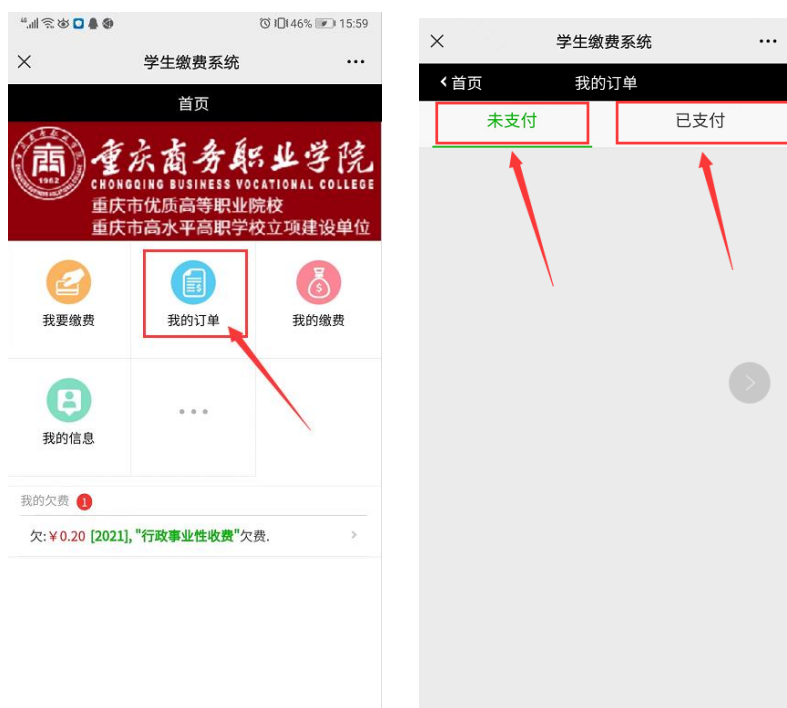 46% 15:59
学生缴费系统
首页
商
1962
重庆商务职业学院
CHONGQING BUSINESS VOCATIONAL COLLEGE
重庆市优质高等职业院校
重庆市高水平高职学校立项建设单位
我要缴费
我的订单
我的缴费
我的信息
我的欠费 1
欠:￥0.20 [2021], "行政事业性收费"欠费.
学生缴费系统
首页
我的订单
未支付
已支付